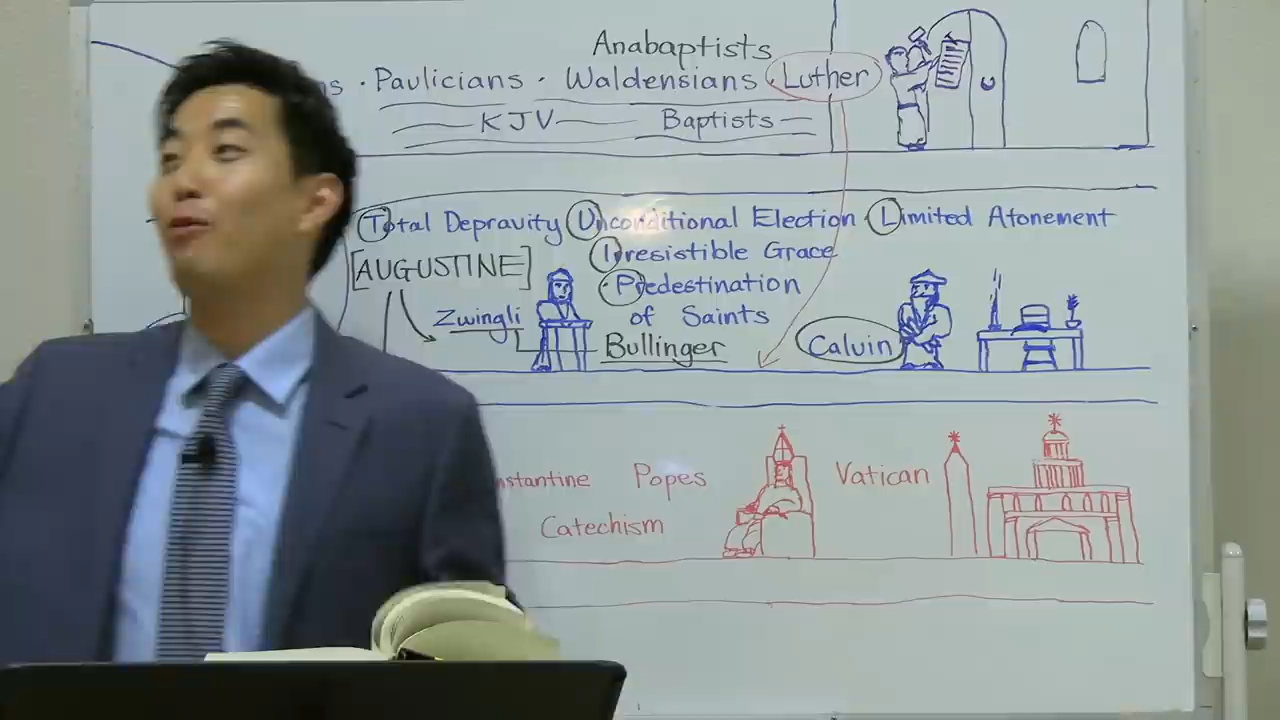 Anabaptists
· Paulicians · Waldensians Luther
KJV Baptists
Total Depravity Unconditional Election Limited Atonement
Irresistible Grace
[AUGUSTINE]
Predestination
of Saints
Zwingli
Bullinger
Calvin
Popes
Vatican
Catechism